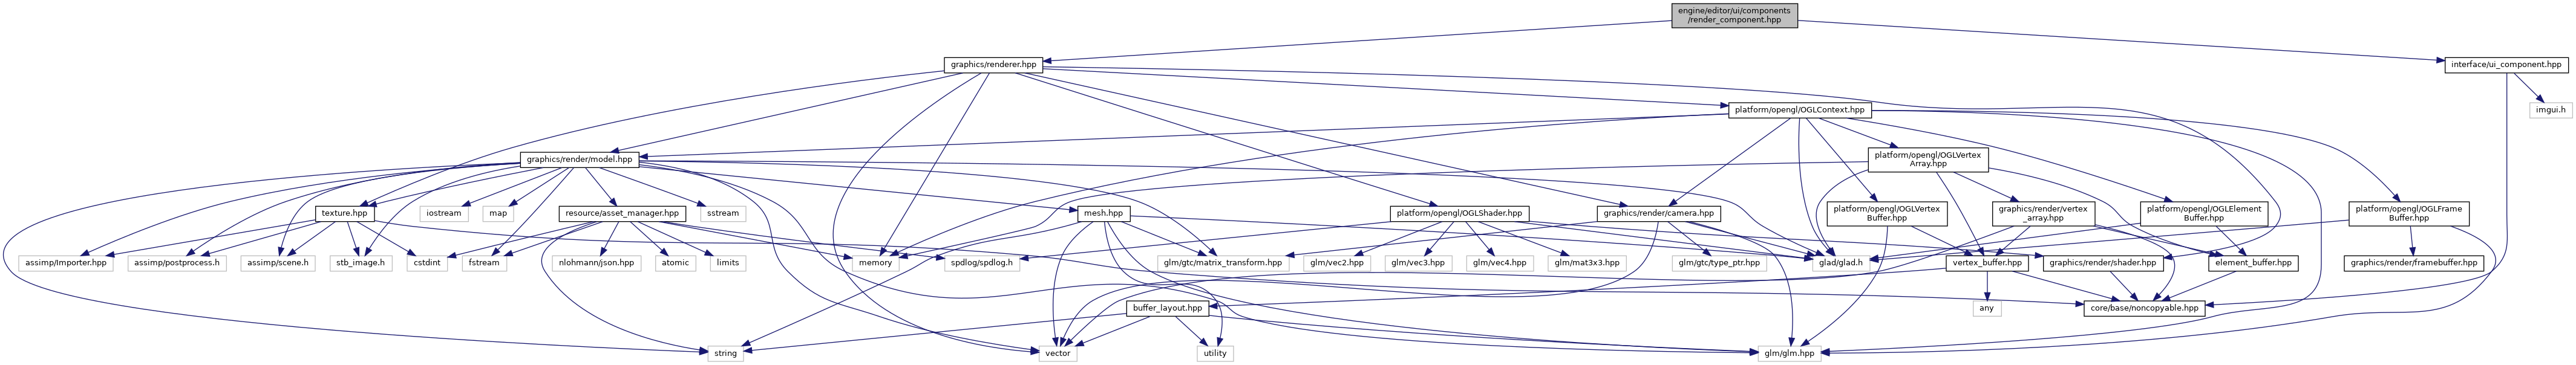 engine/editor/ui/components
/render_component.hpp
graphics/renderer.hpp
interface/ui_component.hpp
platform/opengl/OGLContext.hpp
imgui.h
graphics/render/model.hpp
platform/opengl/OGLVertex
Array.hpp
texture.hpp
iostream
map
resource/asset_manager.hpp
sstream
mesh.hpp
platform/opengl/OGLShader.hpp
graphics/render/camera.hpp
platform/opengl/OGLVertex
Buffer.hpp
graphics/render/vertex
_array.hpp
platform/opengl/OGLElement
Buffer.hpp
platform/opengl/OGLFrame
Buffer.hpp
assimp/Importer.hpp
assimp/postprocess.h
assimp/scene.h
stb_image.h
cstdint
fstream
nlohmann/json.hpp
atomic
limits
memory
spdlog/spdlog.h
glm/gtc/matrix_transform.hpp
glm/vec2.hpp
glm/vec3.hpp
glm/vec4.hpp
glm/mat3x3.hpp
glm/gtc/type_ptr.hpp
glad/glad.h
vertex_buffer.hpp
graphics/render/shader.hpp
element_buffer.hpp
graphics/render/framebuffer.hpp
buffer_layout.hpp
any
core/base/noncopyable.hpp
string
vector
utility
glm/glm.hpp